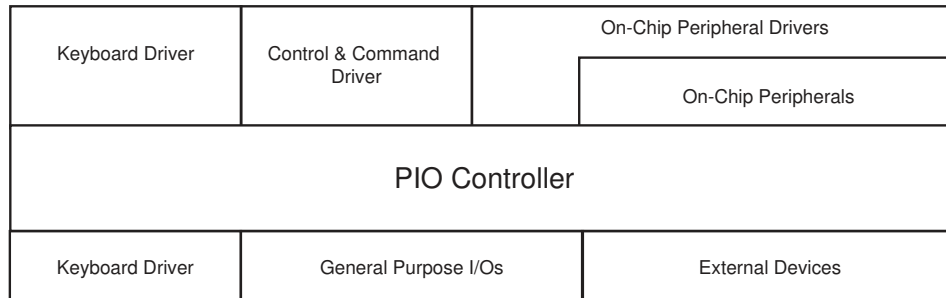 Keyboard Driver
Control & Command
Driver
On-Chip Peripheral Drivers
On-Chip Peripherals
PIO Controller
Keyboard Driver
General Purpose I/Os
External Devices